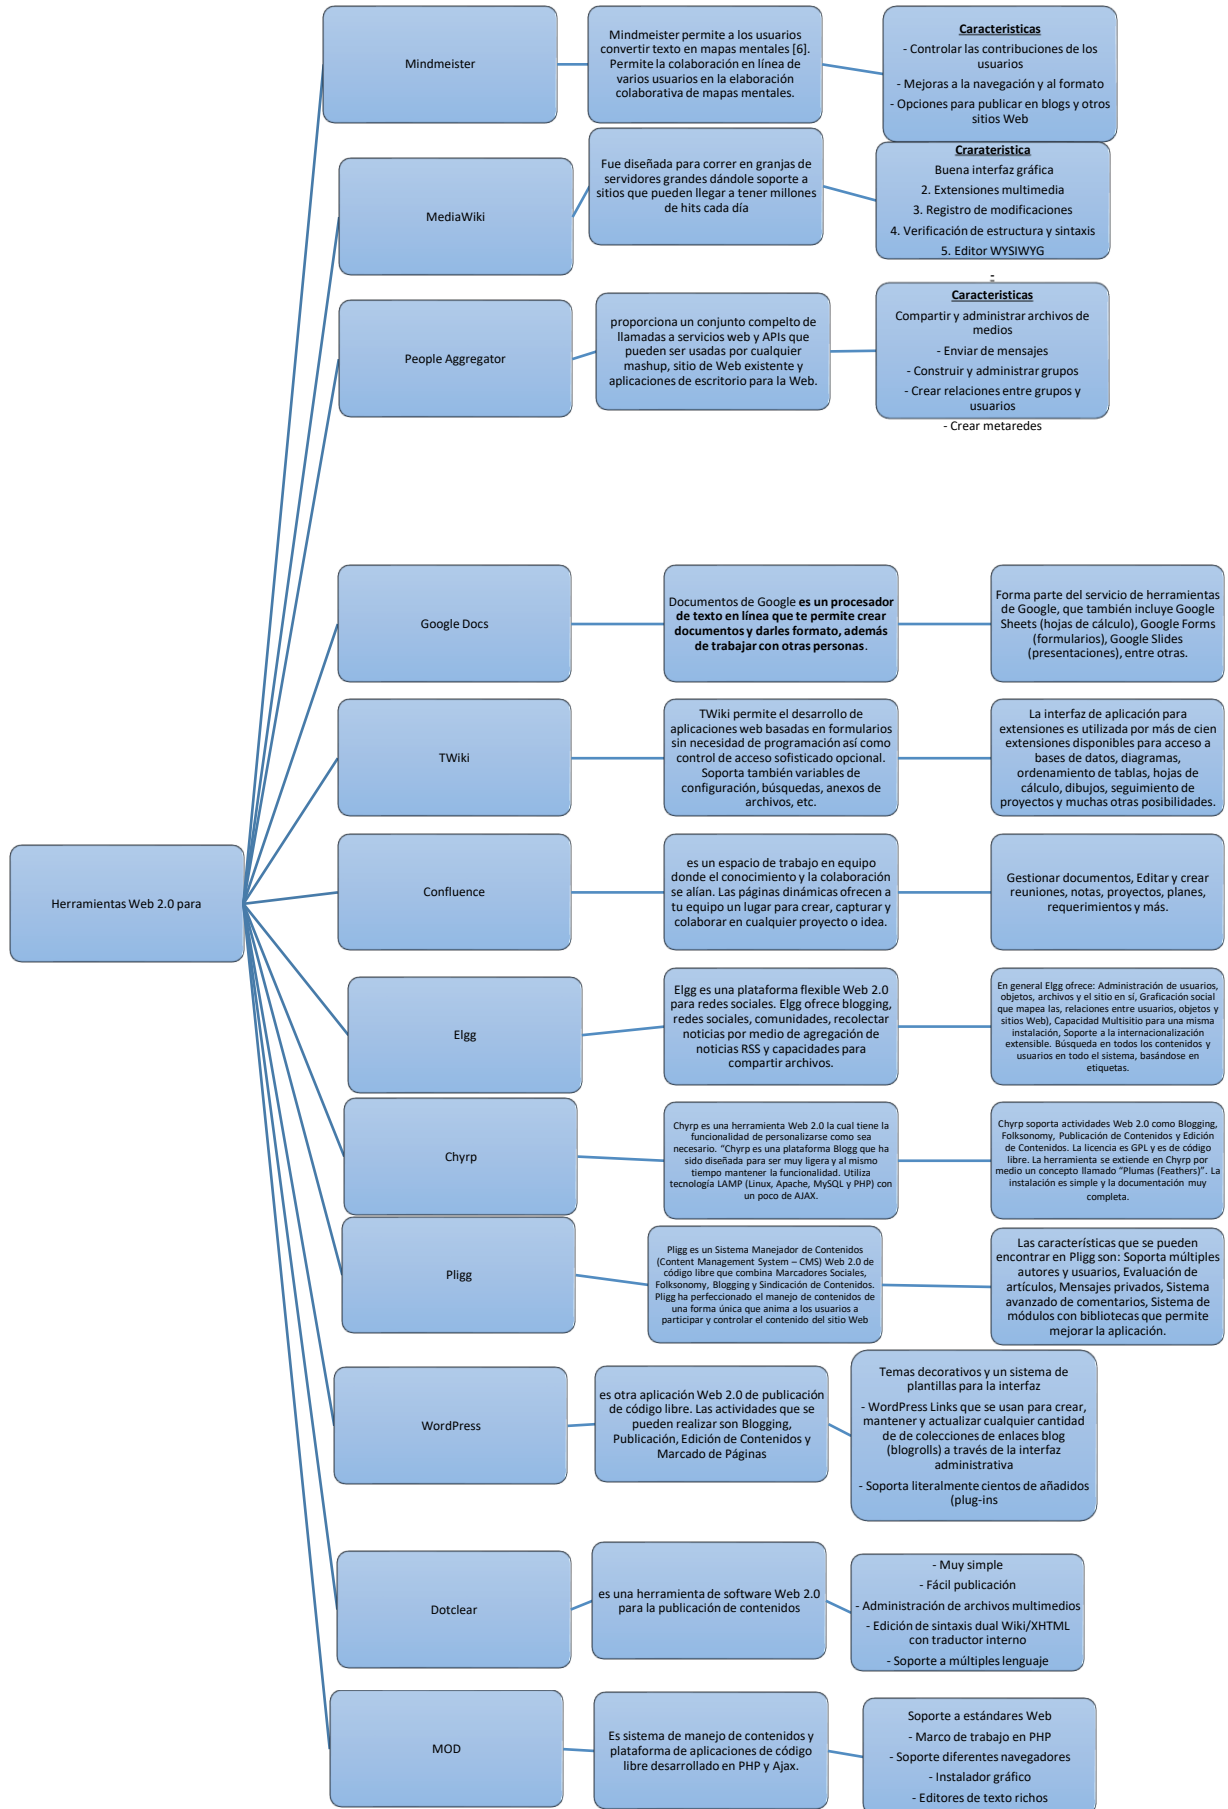 Herramientas Web 2.0 para
Mindmeister
Mindmeister permite a los usuarios
convertir texto en mapas mentales [6].
Permite la colaboración en línea de
varios usuarios en la elaboración
colaborativa de mapas mentales.
Caracteristicas
- Controlar las contribuciones de los
usuarios
- Mejoras a la navegación y al formato
- Opciones para publicar en blogs y otros
sitios Web
MediaWiki
Fue diseñada para correr en granjas de
servidores grandes dándole soporte a
sitios que pueden llegar a tener millones
de hits cada día
Crarateristica
Buena interfaz gráfica
2. Extensiones multimedia
3. Registro de modificaciones
4. Verificación de estructura y sintaxis
5. Editor WYSIWYG
-
People Aggregator
proporciona un conjunto compelto de
llamadas a servicios web y APIs que
pueden ser usadas por cualquier
mashup, sitio de Web existente y
aplicaciones de escritorio para la Web.
Caracteristicas
Compartir y administrar archivos de
medios
- Enviar de mensajes
- Construir y administrar grupos
- Crear relaciones entre grupos y
usuarios
- Crear metaredes
Google Docs
Documentos de Google es un procesador
de texto en línea que te permite crear
documentos y darles formato, además
de trabajar con otras personas.
Forma parte del servicio de herramientas
de Google, que también incluye Google
Sheets (hojas de cálculo), Google Forms
(formularios), Google Slides
(presentaciones), entre otras.
TWiki
TWiki permite el desarrollo de
aplicaciones web basadas en formularios
sin necesidad de programación así como
control de acceso sofisticado opcional.
Soporta también variables de
configuración, búsquedas, anexos de
archivos, etc.
La interfaz de aplicación para
extensiones es utilizada por más de cien
extensiones disponibles para acceso a
bases de datos, diagramas,
ordenamiento de tablas, hojas de
cálculo, dibujos, seguimiento de
proyectos y muchas otras posibilidades.
Confluence
es un espacio de trabajo en equipo
donde el conocimiento y la colaboración
se alían. Las páginas dinámicas ofrecen a
tu equipo un lugar para crear, capturar y
colaborar en cualquier proyecto o idea.
Gestionar documentos, Editar y crear
reuniones, notas, proyectos, planes,
requerimientos y más.
Elgg
Elgg es una plataforma flexible Web 2.0
para redes sociales. Elgg ofrece blogging,
redes sociales, comunidades, recolectar
noticias por medio de agregación de
noticias RSS y capacidades para
compartir archivos.
En general Elgg ofrece: Administración de usuarios,
objetos, archivos y el sitio en sí, Graficación social
que mapea las, relaciones entre usuarios, objetos y
sitios Web), Capacidad Multisitio para una misma
instalación, Soporte a la internacionalización
extensible. Búsqueda en todos los contenidos y
usuarios en todo el sistema, basándose en
etiquetas.
Chyrp
Chyrp es una herramienta Web 2.0 la cual tiene la
funcionalidad de personalizarse como sea
necesario. "Chyrp es una plataforma Blogg que ha
sido diseñada para ser muy ligera y al mismo
tiempo mantener la funcionalidad. Utiliza
tecnología LAMP (Linux, Apache, MySQL y PHP) con
un poco de AJAX.
Chyrp soporta actividades Web 2.0 como Blogging,
Folksonomy, Publicación de Contenidos y Edición
de Contenidos. La licencia es GPL y es de código
libre. La herramienta se extiende en Chyrp por
medio un concepto llamado "Plumas (Feathers)". La
instalación es simple y la documentación muy
completa.
Pligg
Pligg es un Sistema Manejador de Contenidos
(Content Management System – CMS) Web 2.0 de
código libre que combina Marcadores Sociales,
Folksonomy, Blogging y Sindicación de Contenidos.
Pligg ha perfeccionado el manejo de contenidos de
una forma única que anima a los usuarios a
participar y controlar el contenido del sitio Web
Las características que se pueden
encontrar en Pligg son: Soporta múltiples
autores y usuarios, Evaluación de
artículos, Mensajes privados, Sistema
avanzado de comentarios, Sistema de
módulos con bibliotecas que permite
mejorar la aplicación.
WordPress
es otra aplicación Web 2.0 de publicación
de código libre. Las actividades que se
pueden realizar son Blogging,
Publicación, Edición de Contenidos y
Marcado de Páginas
Temas decorativos y un sistema de
plantillas para la interfaz
- WordPress Links que se usan para crear,
mantener y actualizar cualquier cantidad
de de colecciones de enlaces blog
(blogrolls) a través de la interfaz
administrativa
- Soporta literalmente cientos de añadidos
(plug-ins
Dotclear
es una herramienta de software Web 2.0
para la publicación de contenidos
- Muy simple
- Fácil publicación
- Administración de archivos multimedios
- Edición de sintaxis dual Wiki/XHTML
con traductor interno
- Soporte a múltiples lenguaje
MOD
Es sistema de manejo de contenidos y
plataforma de aplicaciones de código
libre desarrollado en PHP y Ajax.
Soporte a estándares Web
- Marco de trabajo en PHP
- Soporte diferentes navegadores
- Instalador gráfico
- Editores de texto richos